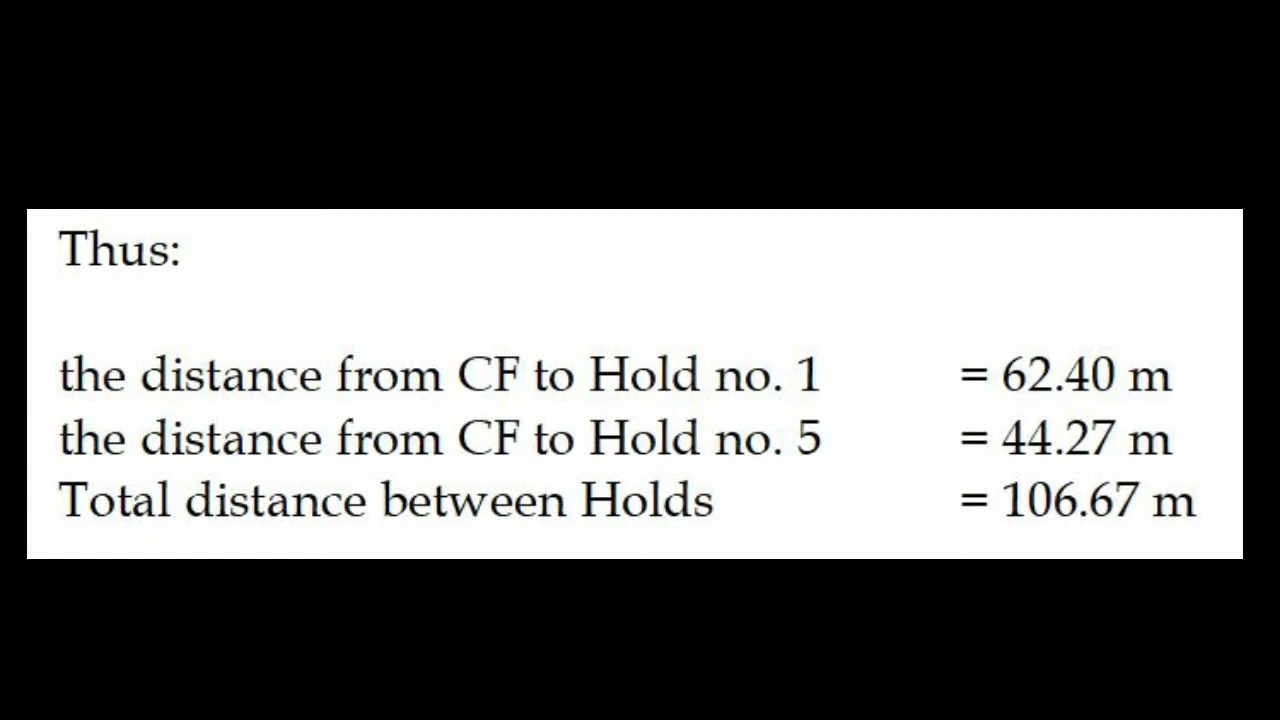 Thus:
the distance from CF to Hold no. 1 = 62.40 m
the distance from CF to Hold no. 5 = 44.27 m
Total distance between Holds = 106.67 m